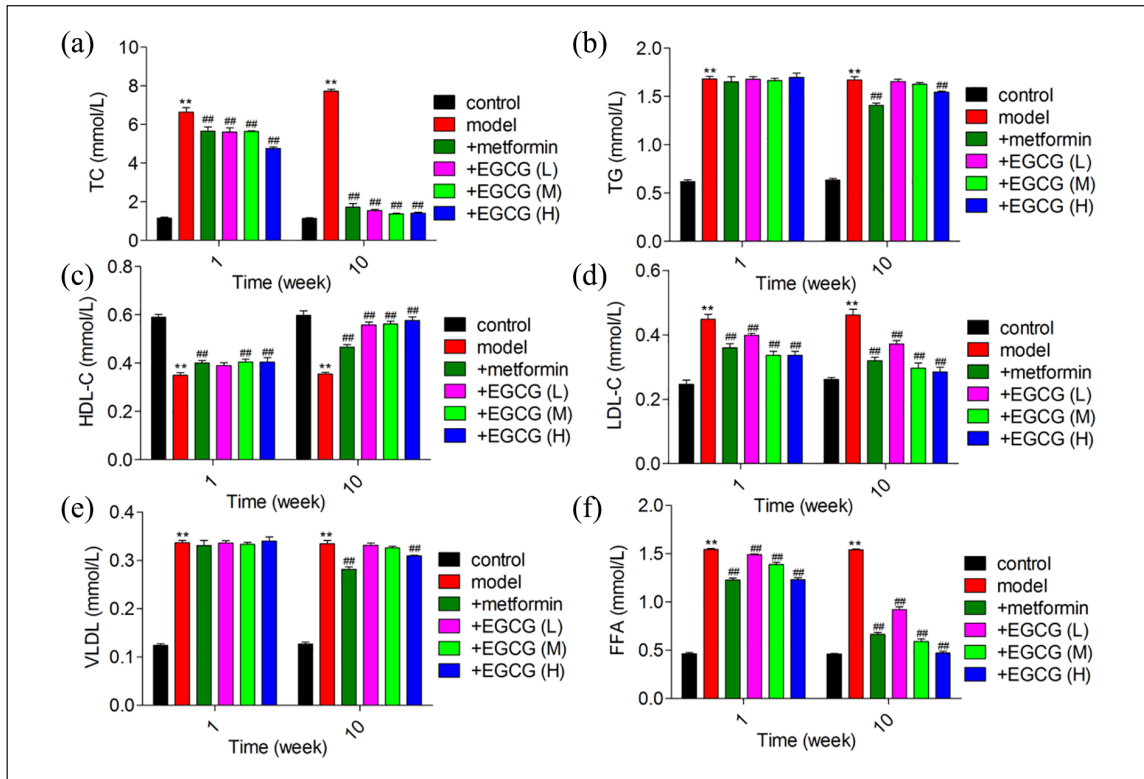 (a)
TC (mmol/L)
10
8
6
4
2
0
**
##
##
##
##
**
##
##
##
##
1
10
Time (week)
control
model
+metformin
+EGCG (L)
+EGCG (M)
+EGCG (H)
(b)
TG (mmol/L)
2.0
1.5
1.0
0.5
0.0
**
**
##
##
1
10
Time (week)
control
model
+metformin
+EGCG (L)
+EGCG (M)
+EGCG (H)
(c)
HDL-C (mmol/L)
0.8
0.6
0.4
0.2
0.0
**
##
##
##
**
##
##
##
##
1
10
Time (week)
control
model
+metformin
+EGCG (L)
+EGCG (M)
+EGCG (H)
(d)
LDL-C (mmol/L)
0.6
0.4
0.2
0.0
**
##
##
##
##
**
##
##
##
##
1
10
Time (week)
control
model
+metformin
+EGCG (L)
+EGCG (M)
+EGCG (H)
(e)
VLDL (mmol/L)
0.4
0.3
0.2
0.1
0.0
**
**
##
##
1
10
Time (week)
control
model
+metformin
+EGCG (L)
+EGCG (M)
+EGCG (H)
(f)
FFA (mmol/L)
2.0
1.5
1.0
0.5
0.0
**
##
##
##
##
**
##
##
##
##
1
10
Time (week)
control
model
+metformin
+EGCG (L)
+EGCG (M)
+EGCG (H)